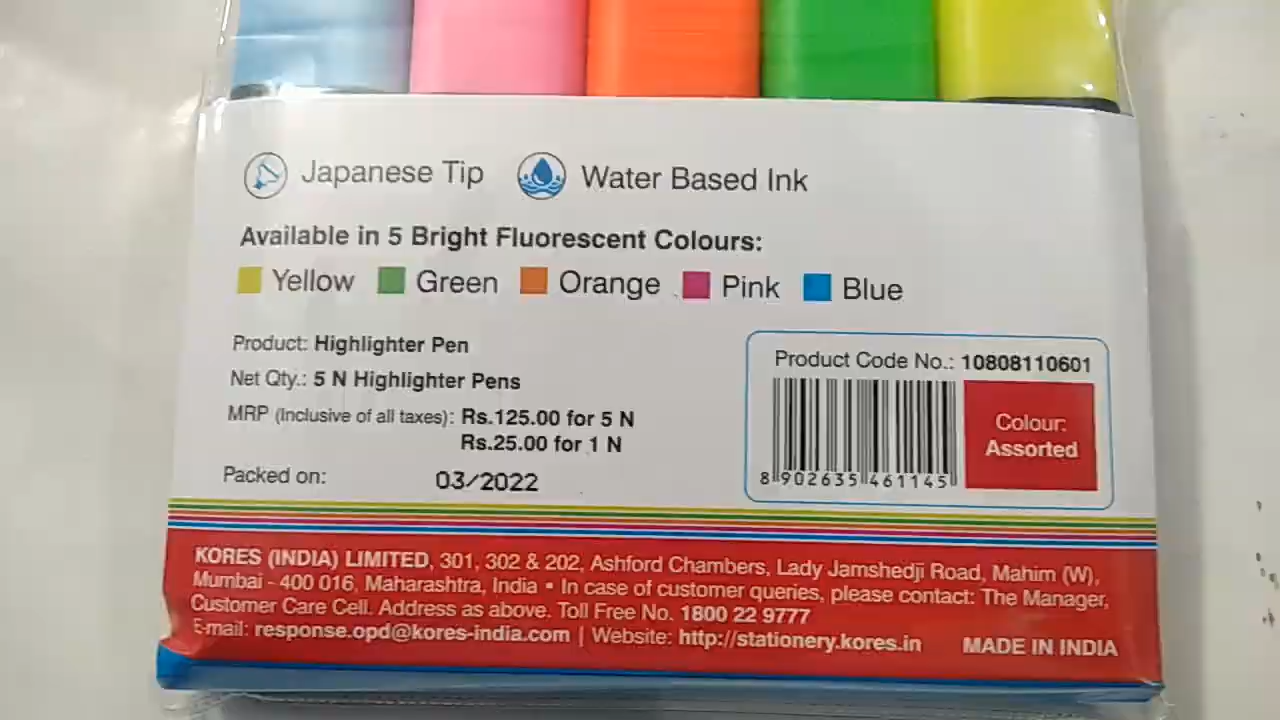 Japanese Tip Water Based Ink
Available in 5 Bright Fluorescent Colours:
Yellow Green Orange Pink Blue
Product: Highlighter Pen
Net Qty.: 5 N Highlighter Pens
MRP (Inclusive of all taxes): Rs.125.00 for 5 N
Rs.25.00 for 1 N
Packed on: 03/2022
Product Code No.: 10808110601
Colour:
Assorted
8 902635 461145
KORES (INDIA) LIMITED, 301, 302 & 202, Ashford Chambers, Lady Jamshedji Road, Mahim (W),
Mumbai - 400 016, Maharashtra, India • In case of customer queries, please contact: The Manager,
Customer Care Cell. Address as above. Toll Free No. 1800 22 9777
E-mail: response.opd@kores-india.com | Website: http://stationery.kores.in MADE IN INDIA